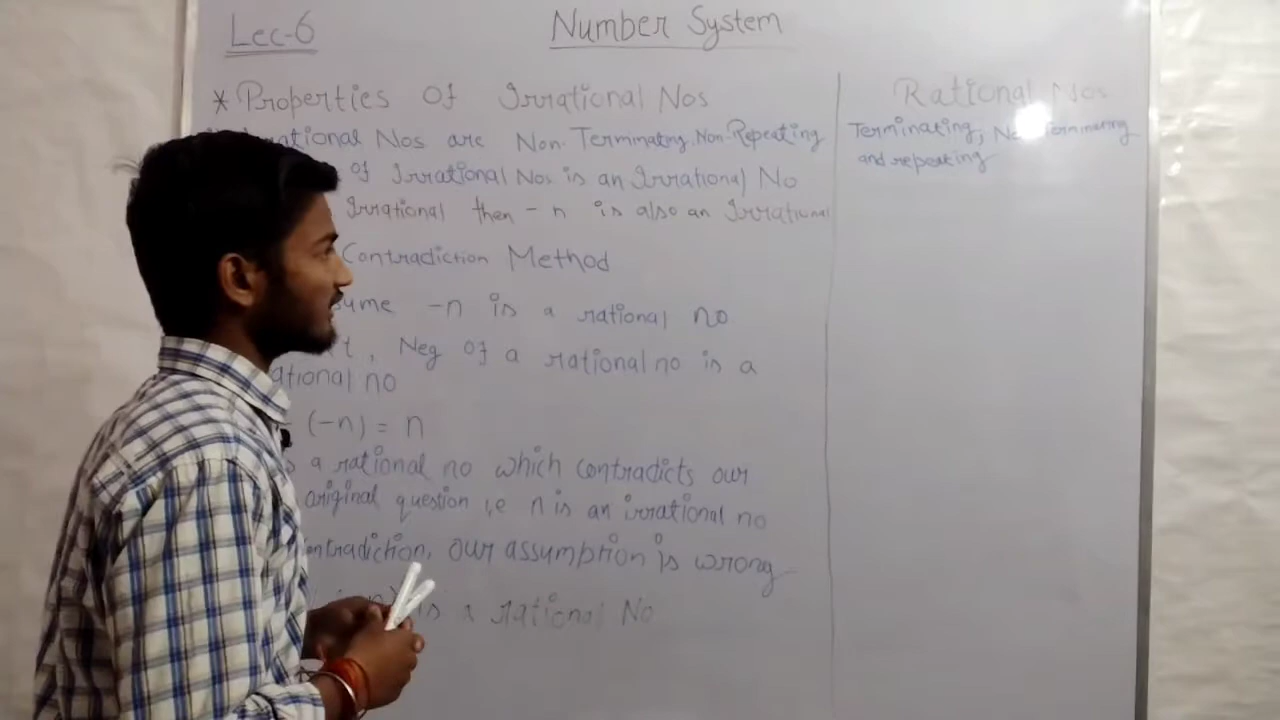 Lec-6
Number System
* Properties Of Irrational Nos
Nos are Non-Terminating, Non-Repeating
of Irrational Nos is an Irrational No
Irrational then -n is also an Irrational
Contradiction Method
-n is a rational no
, Neg Of a rational no is a
no
(-n) = n
a rational no which contradicts our
original question i.e n is an irrational no
our assumption is wrong
is a rational No
Rational Nos
Terminating,
and repeating